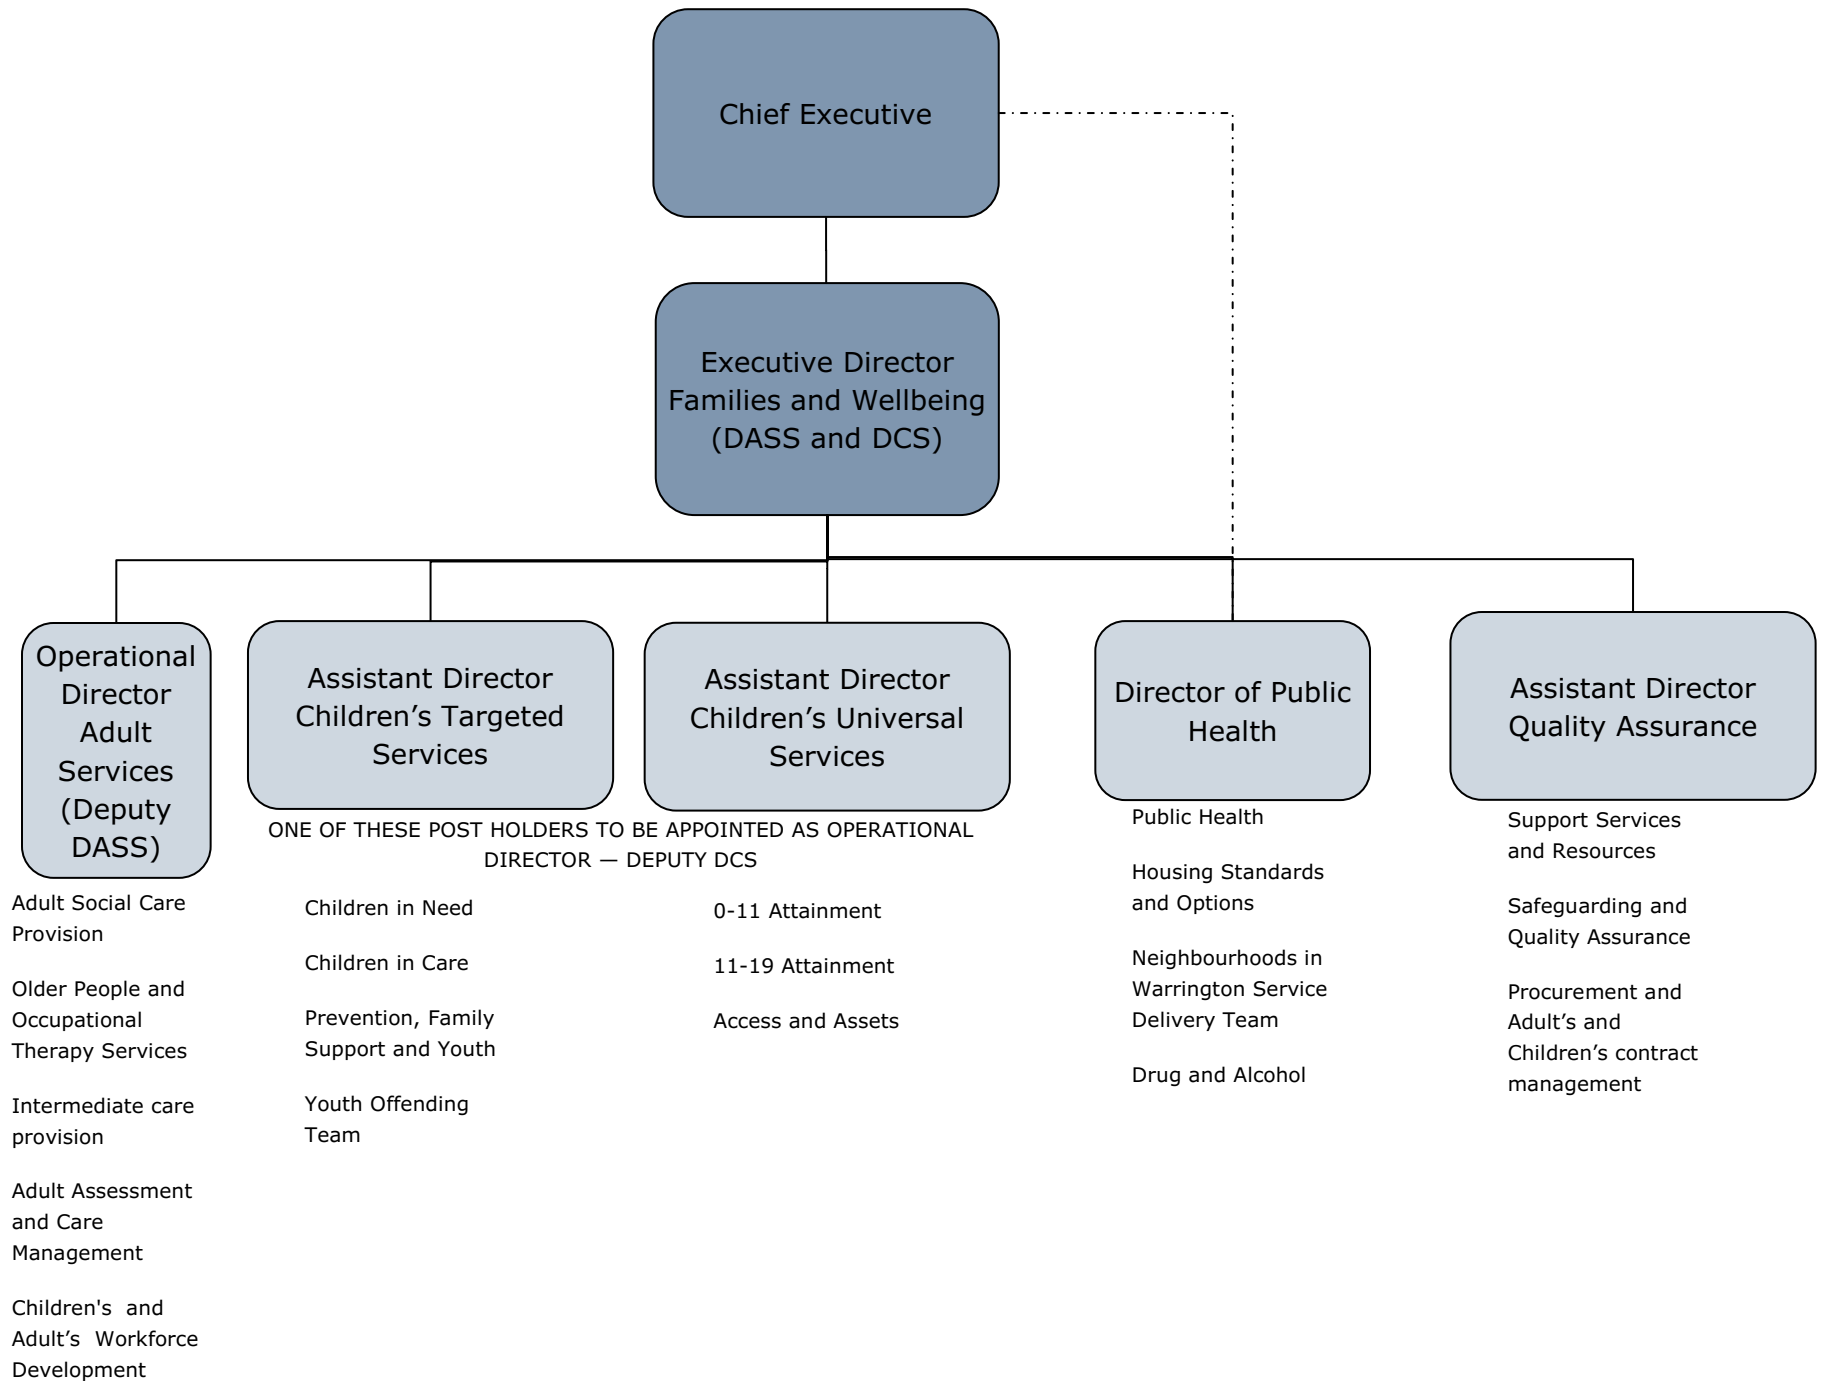 Chief Executive
Executive Director
Families and Wellbeing
(DASS and DCS)
Operational
Director
Adult
Services
(Deputy
DASS)
Adult Social Care
Provision
Older People and
Occupational
Therapy Services
Intermediate care
provision
Adult Assessment
and Care
Management
Children's  and
Adult’s  Workforce
Development
Assistant Director
Children’s Targeted
Services
Assistant Director
Children’s Universal
Services
ONE OF THESE POST HOLDERS TO BE APPOINTED AS OPERATIONAL
DIRECTOR — DEPUTY DCS
Children in Need
Children in Care
Prevention, Family
Support and Youth
Youth Offending
Team
0-11 Attainment
11-19 Attainment
Access and Assets
Director of Public
Health
Public Health
Housing Standards
and Options
Neighbourhoods in
Warrington Service
Delivery Team
Drug and Alcohol
Assistant Director
Quality Assurance
Support Services
and Resources
Safeguarding and
Quality Assurance
Procurement and
Adult’s and
Children’s contract
management